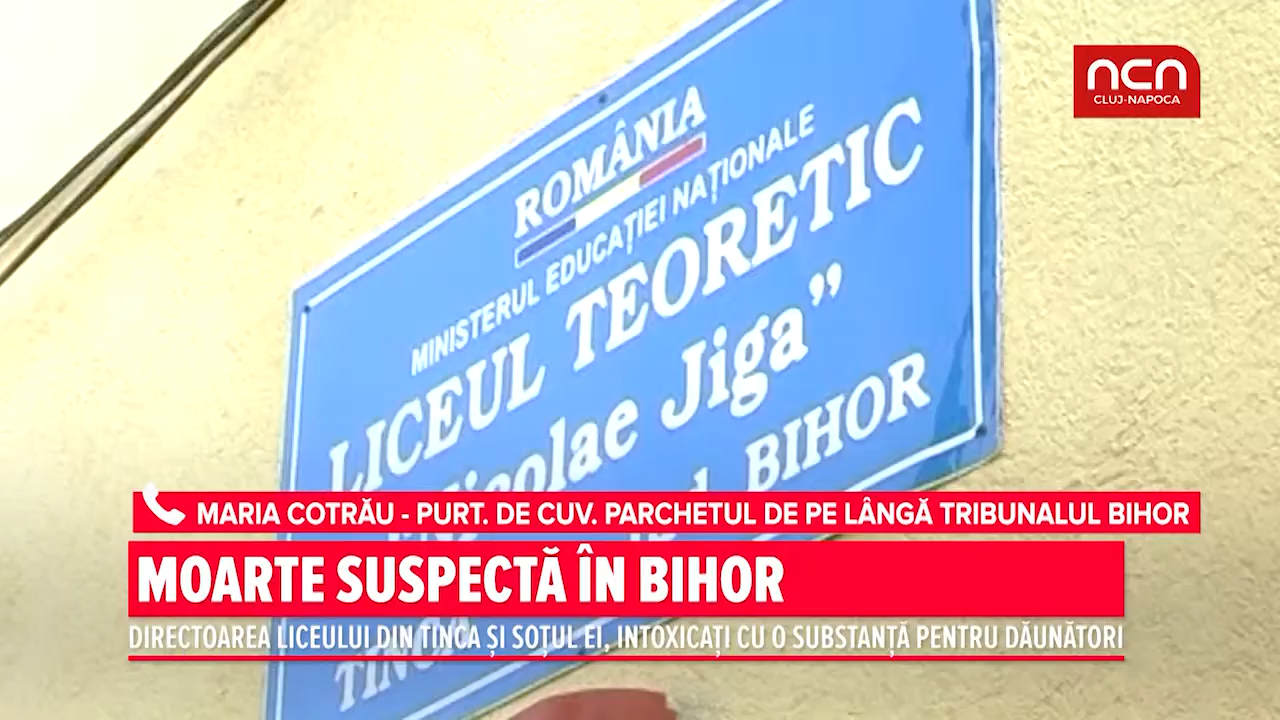 ncn
CLUJ-NAPOCA
ROMÂNIA
MINISTERUL EDUCAȚIEI NAȚIONALE
LICEUL TEORETIC
Nicolae Jiga”
BIHOR
MARIA COTRĂU - PURT. DE CUV. PARCHETUL DE PE LÂNGĂ TRIBUNALUL BIHOR
MOARTE SUSPECTĂ ÎN BIHOR
DIRECTOAREA LICEULUI DIN TINCA ȘI SOȚUL EI, INTOXICAȚI CU O SUBSTANȚĂ PENTRU DĂUNĂTORI